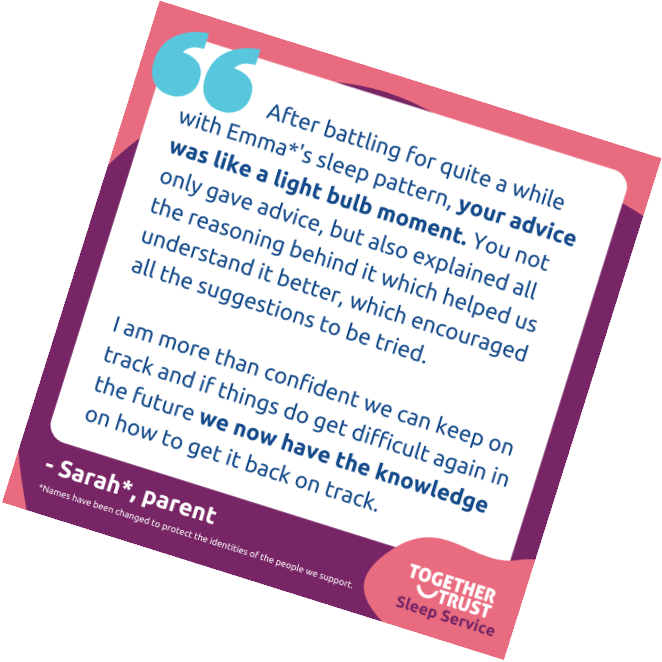 After battling for quite a while
with Emma*'s sleep pattern, your advice
was like a light bulb moment. You not
only gave advice, but also explained all
the reasoning behind it which helped us
understand it better, which encouraged
all the suggestions to be tried.
I am more than confident we can keep on
track and if things do get difficult again in
the future we now have the knowledge
on how to get it back on track.
- Sarah*, parent
*Names have been changed to protect the identities of the people we support.
TOGETHER
TRUST
Sleep Service